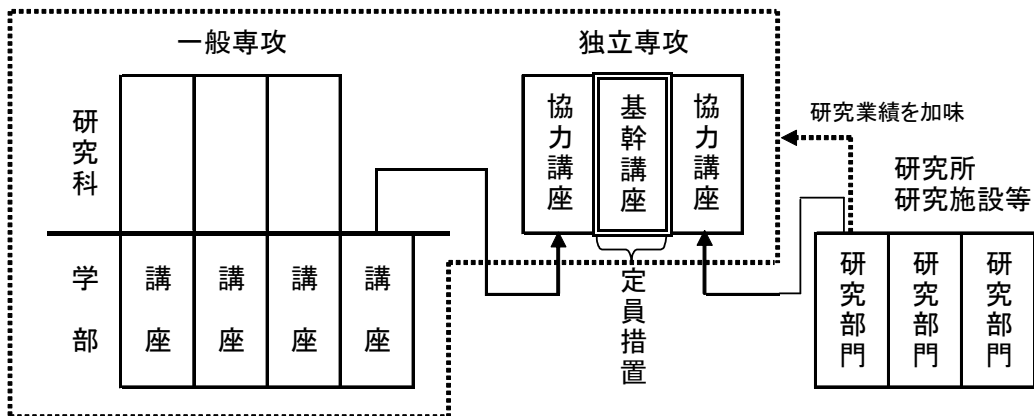 一般専攻
独立専攻
研究科
協力講座
基幹講座
協力講座
研究業績を加味
研究所
研究施設等
学部
講座
講座
講座
講座
定員措置
研究部門
研究部門
研究部門